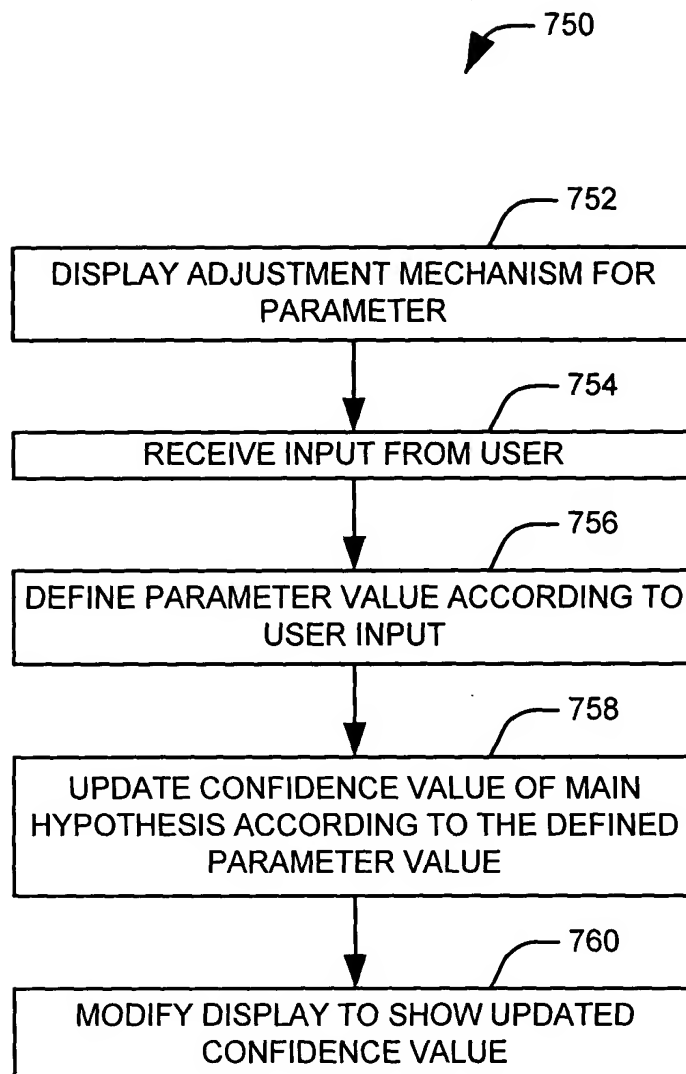 750
752
DISPLAY ADJUSTMENT MECHANISM FOR
PARAMETER
754
RECEIVE INPUT FROM USER
756
DEFINE PARAMETER VALUE ACCORDING TO
USER INPUT
758
UPDATE CONFIDENCE VALUE OF MAIN
HYPOTHESIS ACCORDING TO THE DEFINED
PARAMETER VALUE
760
MODIFY DISPLAY TO SHOW UPDATED
CONFIDENCE VALUE